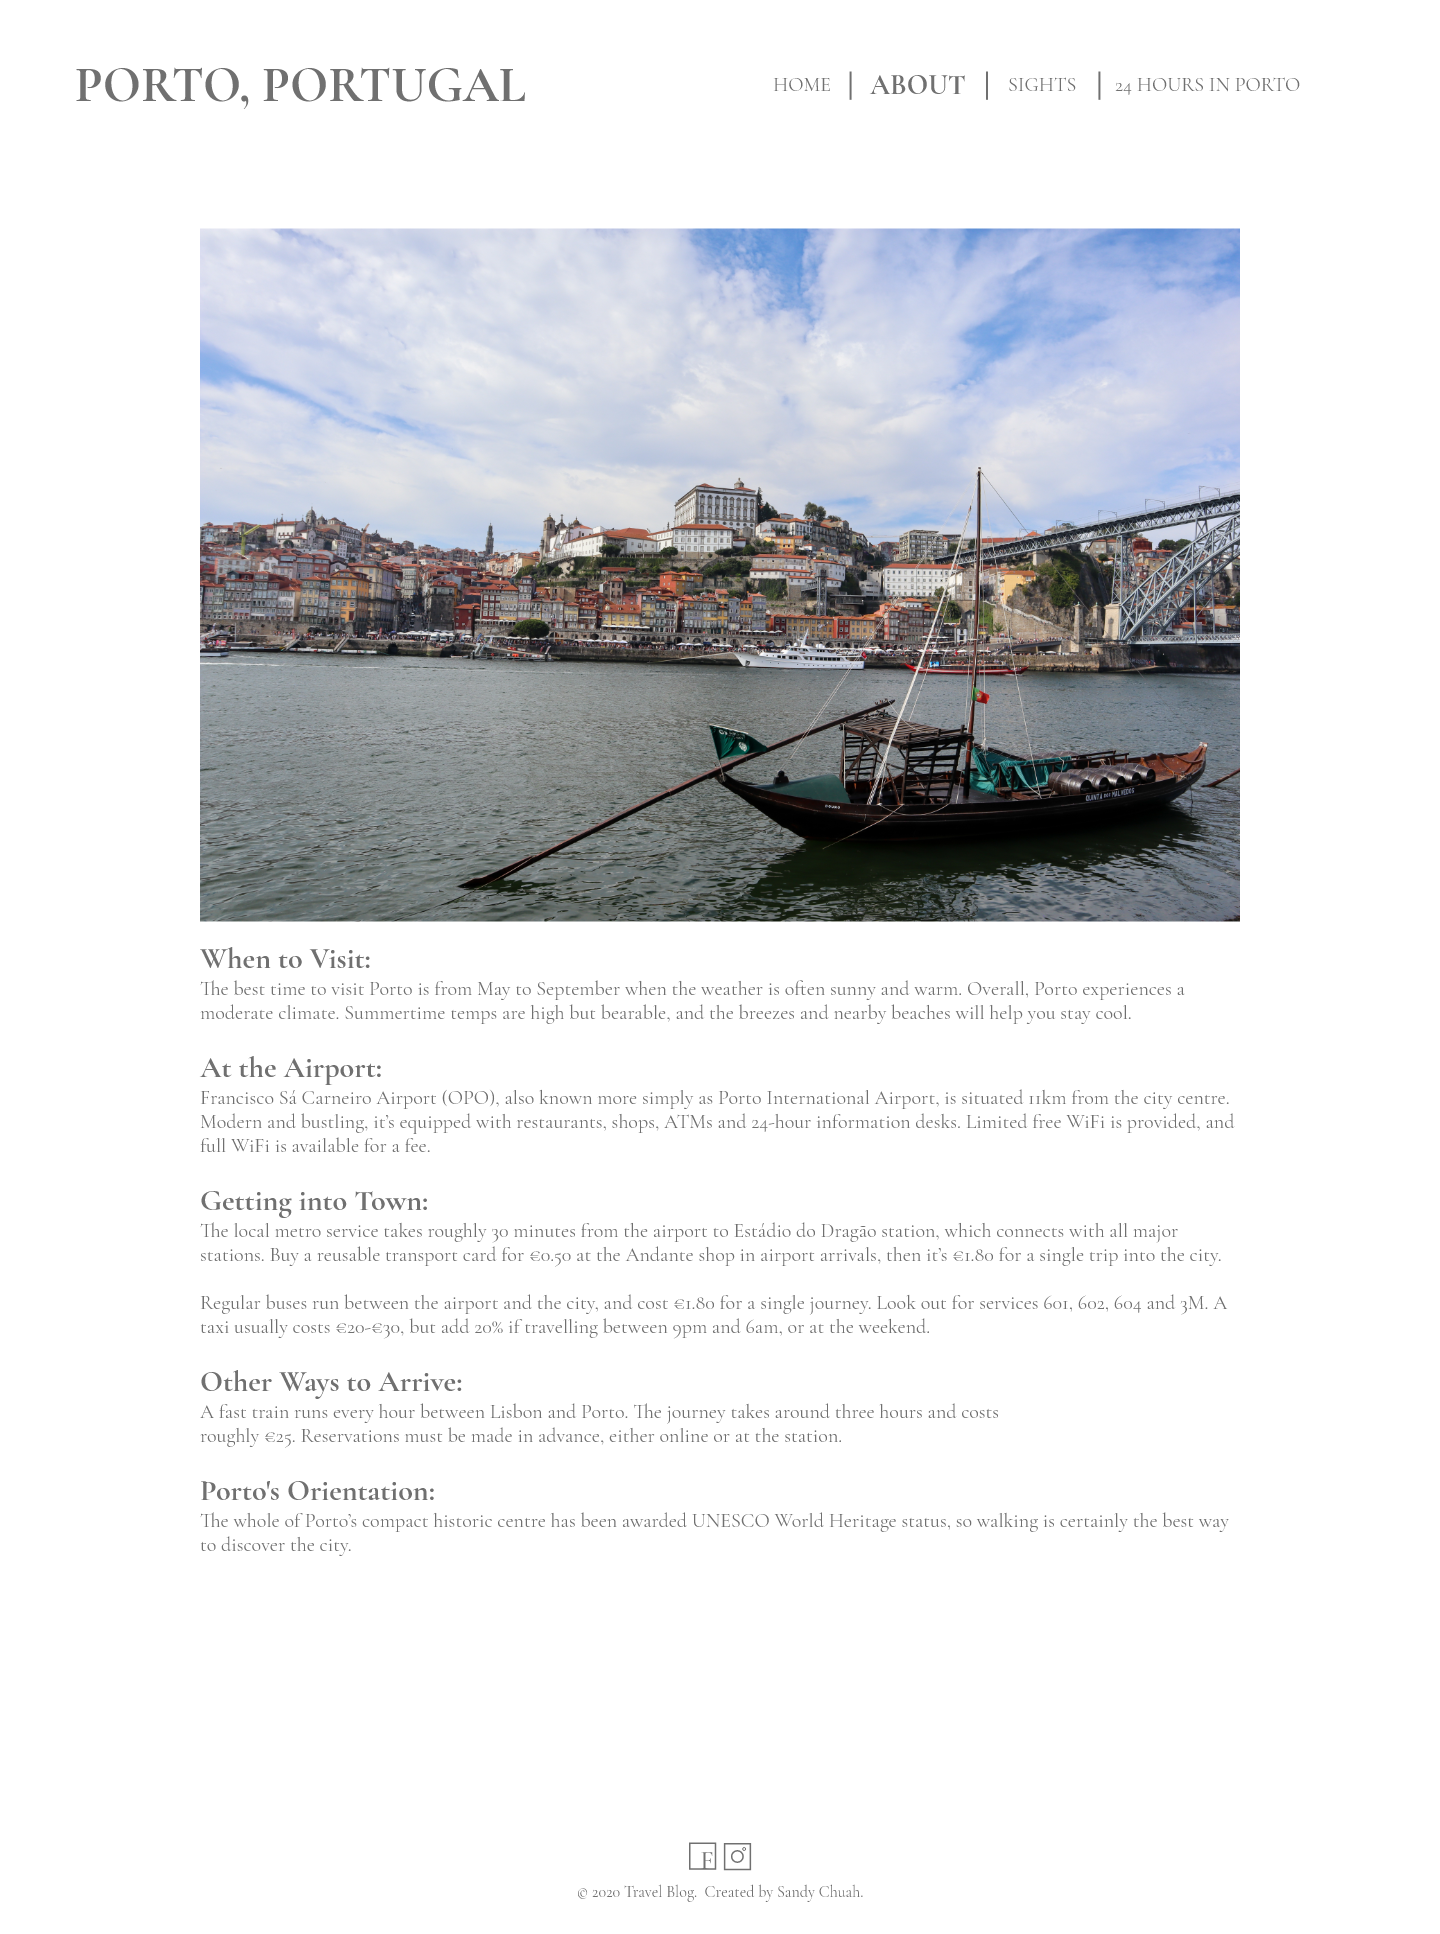 PORTO, PORTUGAL
HOME | ABOUT | SIGHTS | 24 HOURS IN PORTO
QUINTA DOS MALVEDOS
When to Visit:
The best time to visit Porto is from May to September when the weather is often sunny and warm. Overall, Porto experiences a
moderate climate. Summertime temps are high but bearable, and the breezes and nearby beaches will help you stay cool.
At the Airport:
Francisco Sá Carneiro Airport (OPO), also known more simply as Porto International Airport, is situated 11km from the city centre.
Modern and bustling, it’s equipped with restaurants, shops, ATMs and 24-hour information desks. Limited free WiFi is provided, and
full WiFi is available for a fee.
Getting into Town:
The local metro service takes roughly 30 minutes from the airport to Estádio do Dragão station, which connects with all major
stations. Buy a reusable transport card for €0.50 at the Andante shop in airport arrivals, then it’s €1.80 for a single trip into the city.
Regular buses run between the airport and the city, and cost €1.80 for a single journey. Look out for services 601, 602, 604 and 3M. A
taxi usually costs €20-€30, but add 20% if travelling between 9pm and 6am, or at the weekend.
Other Ways to Arrive:
A fast train runs every hour between Lisbon and Porto. The journey takes around three hours and costs
roughly €25. Reservations must be made in advance, either online or at the station.
Porto's Orientation:
The whole of Porto’s compact historic centre has been awarded UNESCO World Heritage status, so walking is certainly the best way
to discover the city.
F
© 2020 Travel Blog. Created by Sandy Chuah.